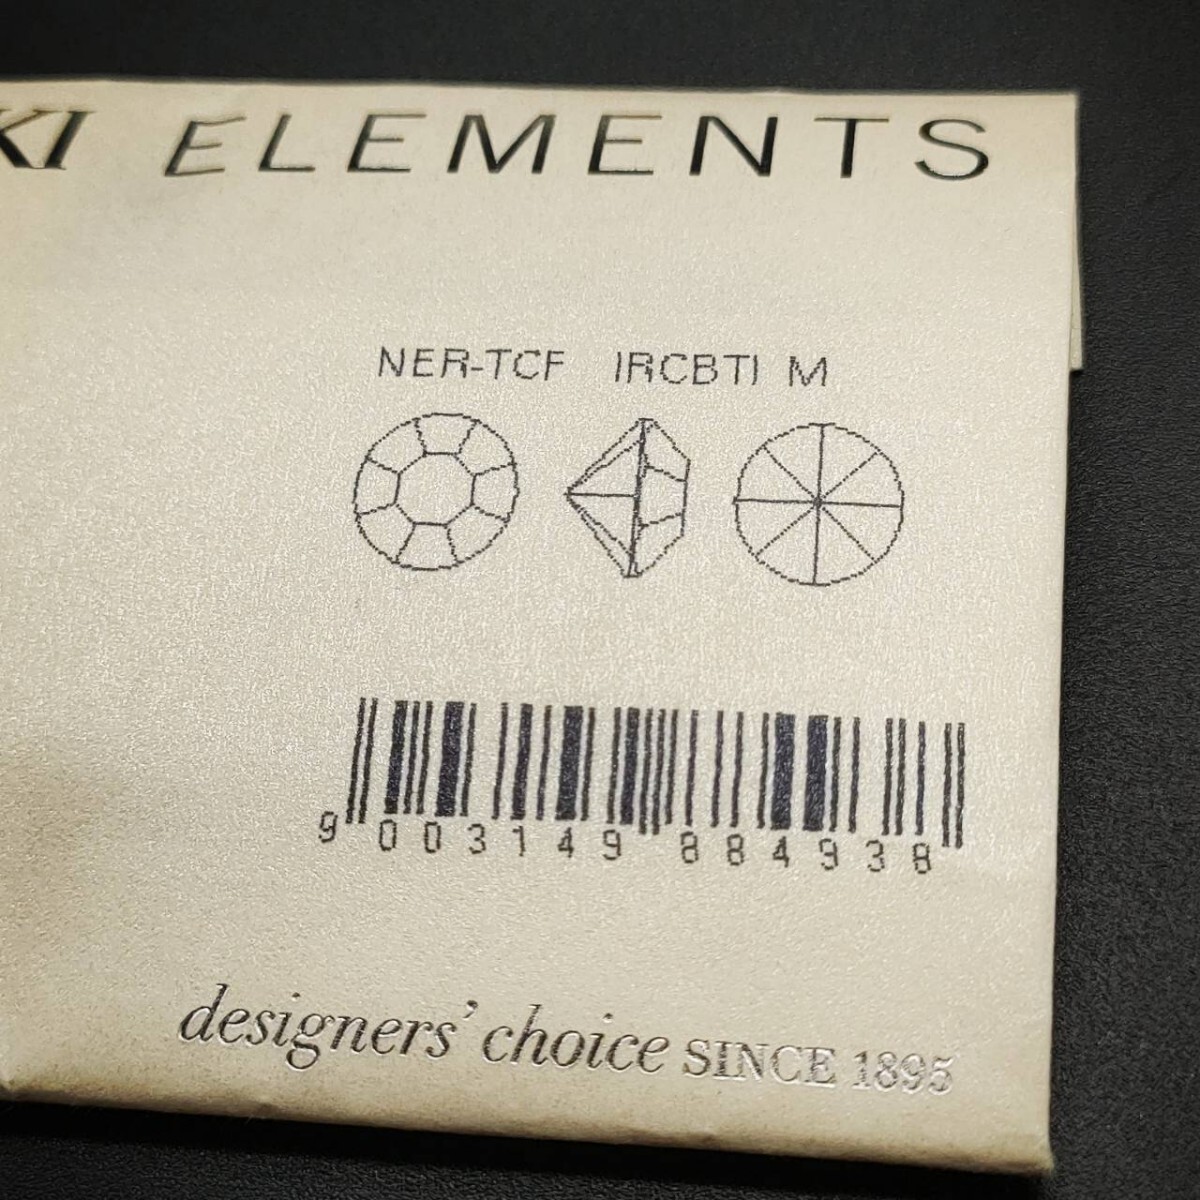 KI ELEMENTS
NER-TCF IRCBTI M
9 003149 884938
designers' choice SINCE 1895